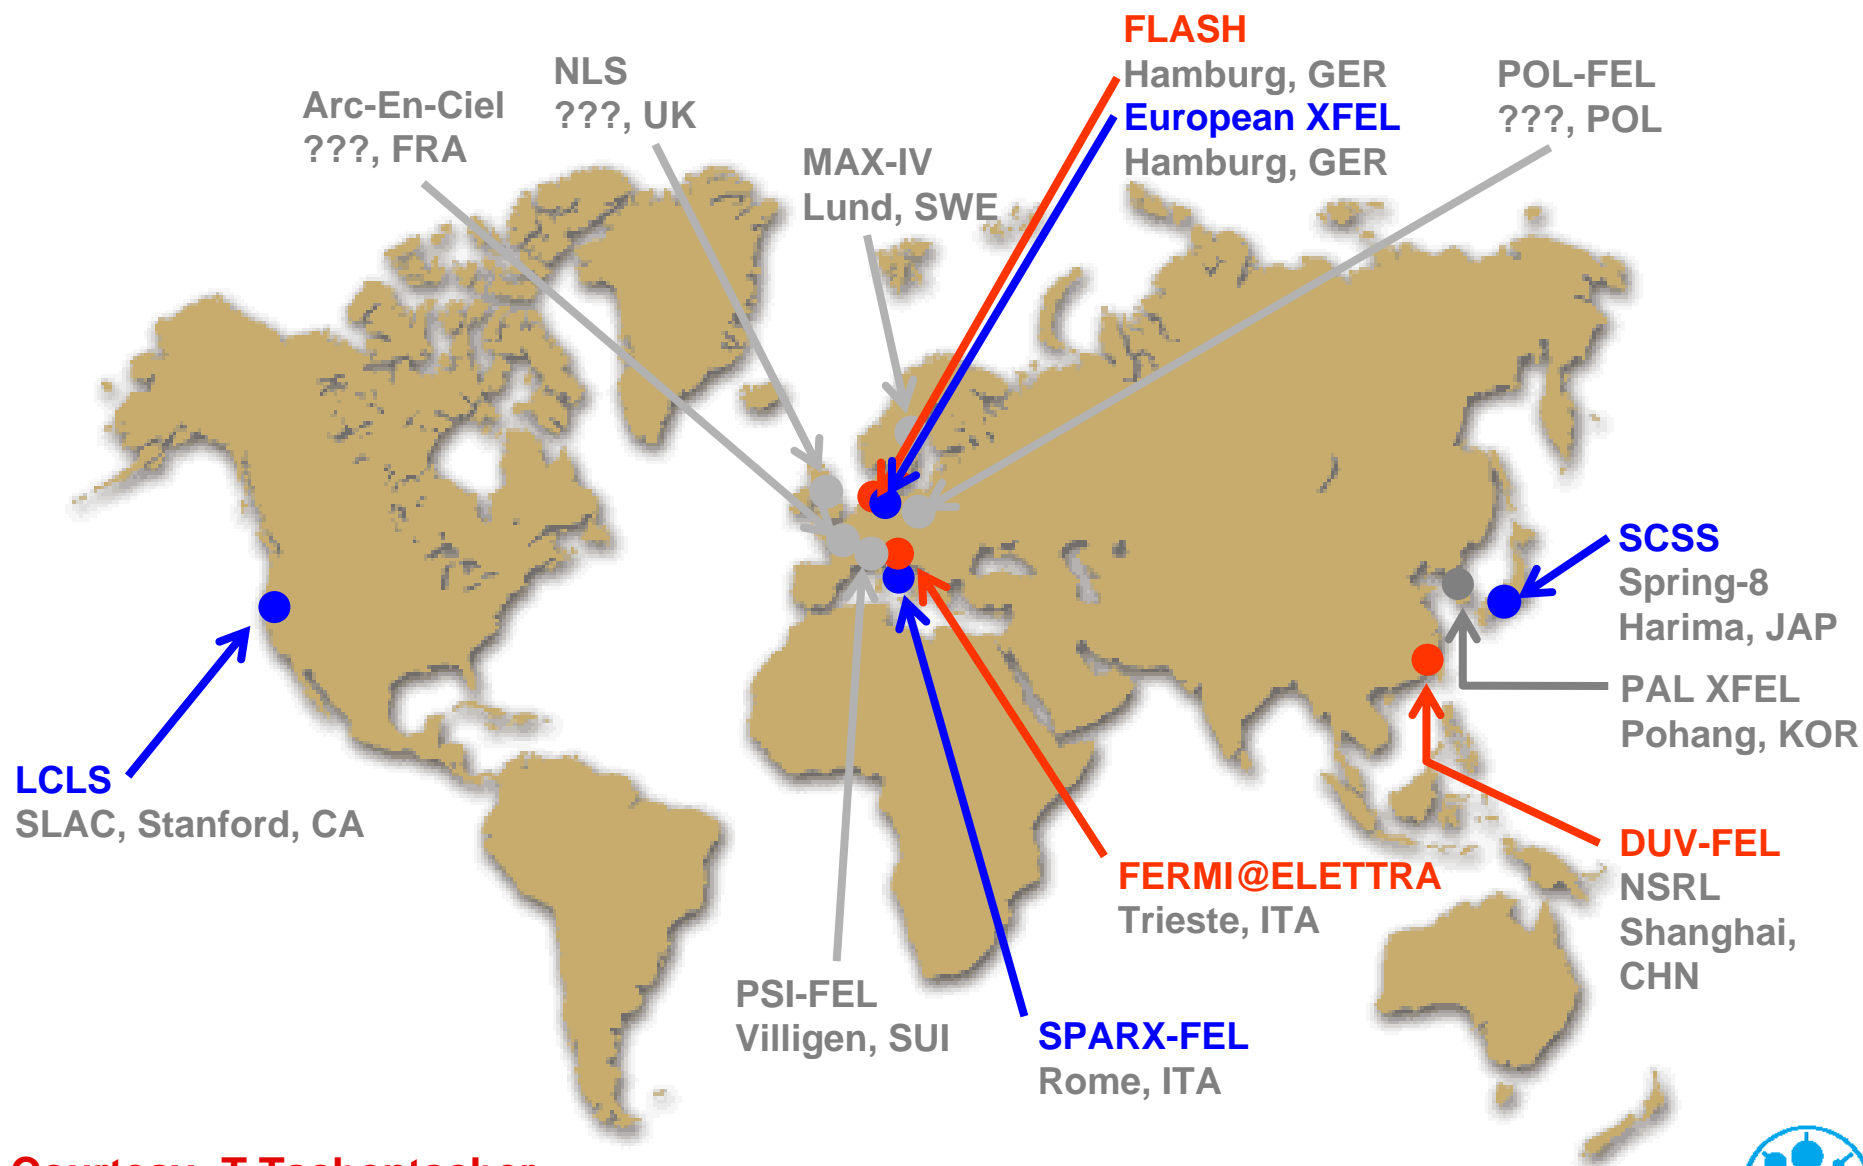 FLASH
Hamburg, GER
European XFEL
Hamburg, GER
NLS
???, UK
POL-FEL
???, POL
Arc-En-Ciel
???, FRA
MAX-IV
Lund, SWE
SCSS
Spring-8
Harima, JAP
PAL XFEL
Pohang, KOR
LCLS
SLAC, Stanford, CA
DUV-FEL
NSRL
Shanghai,
CHN
FERMI@ELETTRA
Trieste, ITA
PSI-FEL
Villigen, SUI
SPARX-FEL
Rome, ITA